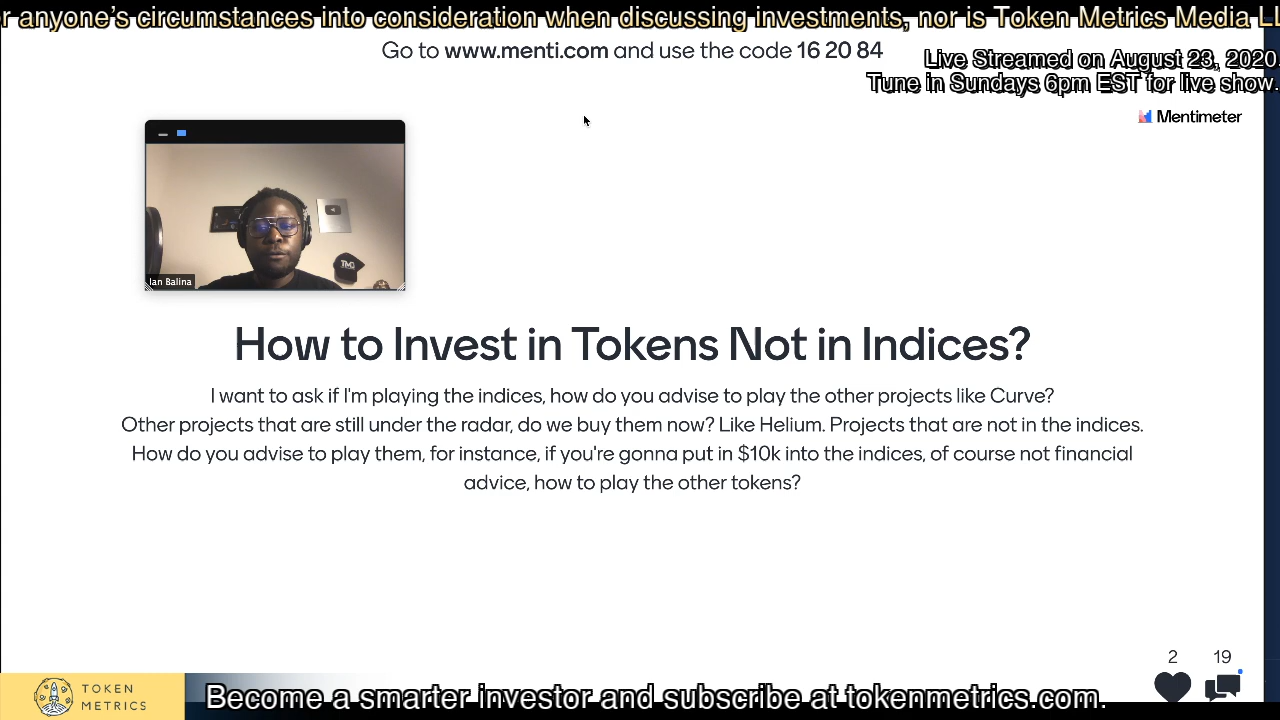 r anyone's circumstances into consideration when discussing investments, nor is Token Metrics Media LL
Go to www.menti.com and use the code 16 20 84
Live Streamed on August 23, 2020.
Tune in Sundays 6pm EST for live show.
Mentimeter
TMG
Ian Balina
How to Invest in Tokens Not in Indices?
I want to ask if I'm playing the indices, how do you advise to play the other projects like Curve?
Other projects that are still under the radar, do we buy them now? Like Helium. Projects that are not in the indices.
How do you advise to play them, for instance, if you're gonna put in $10k into the indices, of course not financial
advice, how to play the other tokens?
2 19
TOKEN
METRICS
Become a smarter investor and subscribe at tokenmetrics.com.